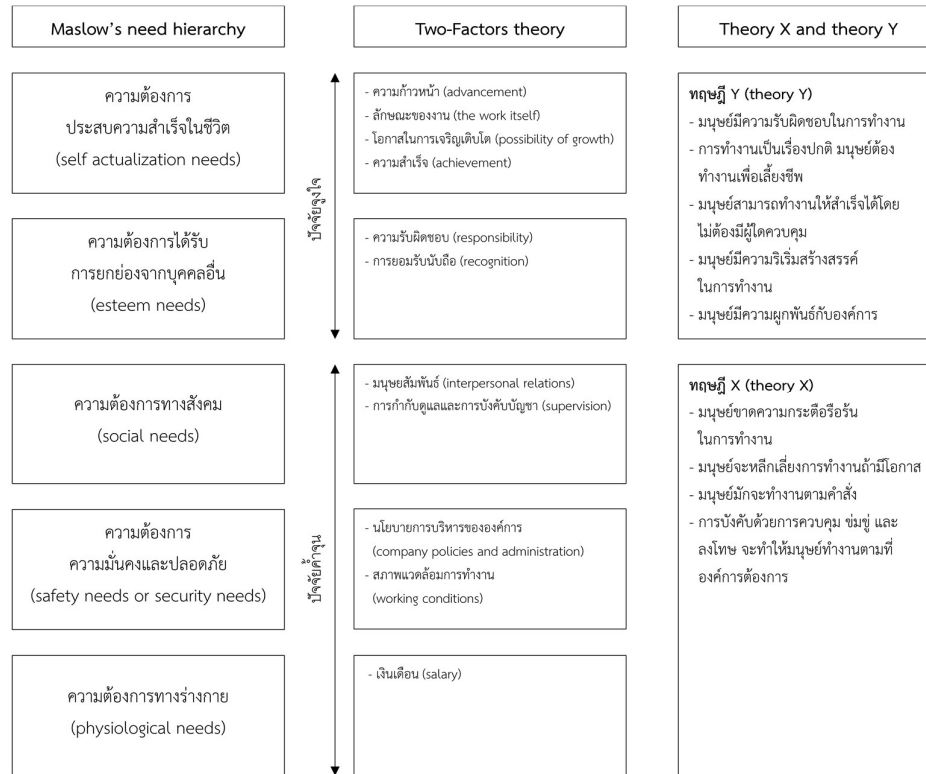 Maslow's need hierarchy
ความต้องการ
ประสบความสำเร็จในชีวิต
(self actualization needs)
ความต้องการได้รับ
การยกย่องจากบุคคลอื่น
(esteem needs)
ความต้องการทางสังคม
(social needs)
ความต้องการ
ความมั่นคงและปลอดภัย
(safety needs or security needs)
ความต้องการทางร่างกาย
(physiological needs)
Two-Factors theory
ปัจจัยจูงใจ
- ความก้าวหน้า (advancement)
- ลักษณะของงาน (the work itself)
- โอกาสในการเจริญเติบโต (possibility of growth)
- ความสำเร็จ (achievement)
- ความรับผิดชอบ (responsibility)
- การยอมรับนับถือ (recognition)
ปัจจัยค้ำจุน
- มนุษยสัมพันธ์ (interpersonal relations)
- การกำกับดูแลและการบังคับบัญชา (supervision)
- นโยบายการบริหารขององค์การ
(company policies and administration)
- สภาพแวดล้อมการทำงาน
(working conditions)
- เงินเดือน (salary)
Theory X and theory Y
ทฤษฎี Y (theory Y)
- มนุษย์มีความรับผิดชอบในการทำงาน
- การทำงานเป็นเรื่องปกติ มนุษย์ต้อง
ทำงานเพื่อเลี้ยงชีพ
- มนุษย์สามารถทำงานให้สำเร็จได้โดย
ไม่ต้องมีผู้ใดควบคุม
- มนุษย์มีความริเริ่มสร้างสรรค์
ในการทำงาน
- มนุษย์มีความผูกพันธ์กับองค์การ
ทฤษฎี X (theory X)
- มนุษย์ขาดความกระตือรือร้น
ในการทำงาน
- มนุษย์จะหลีกเลี่ยงการทำงานถ้ามีโอกาส
- มนุษย์มักจะทำงานตามคำสั่ง
- การบังคับด้วยการควบคุม ข่มขู่ และ
ลงโทษ จะทำให้มนุษย์ทำงานตามที่
องค์การต้องการ